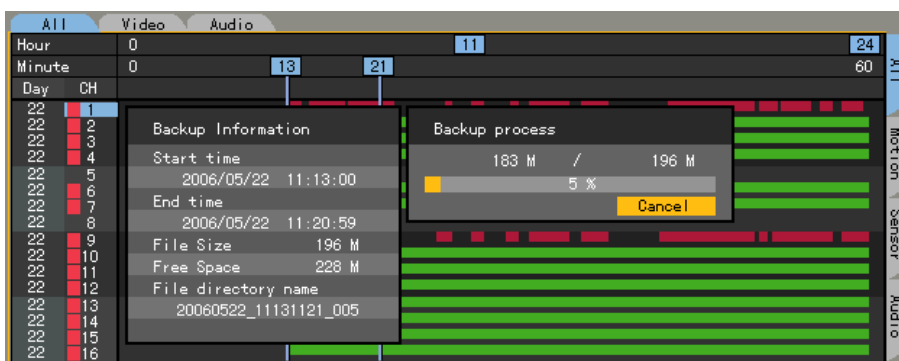 All Video Audio
Hour 0 11 24
Minute 0 13 21 60
Day CH
22 1
22 2
22 3
22 4
22 5
22 6
22 7
22 8
22 9
22 10
22 11
22 12
22 13
22 14
22 15
22 16
Backup Information
Start time
2006/05/22 11:13:00
End time
2006/05/22 11:20:59
File Size 196 M
Free Space 228 M
File directory name
20060522_11131121_005
Backup process
183 M / 196 M
5 %
Cancel
All
Motion
Sensor
Audio